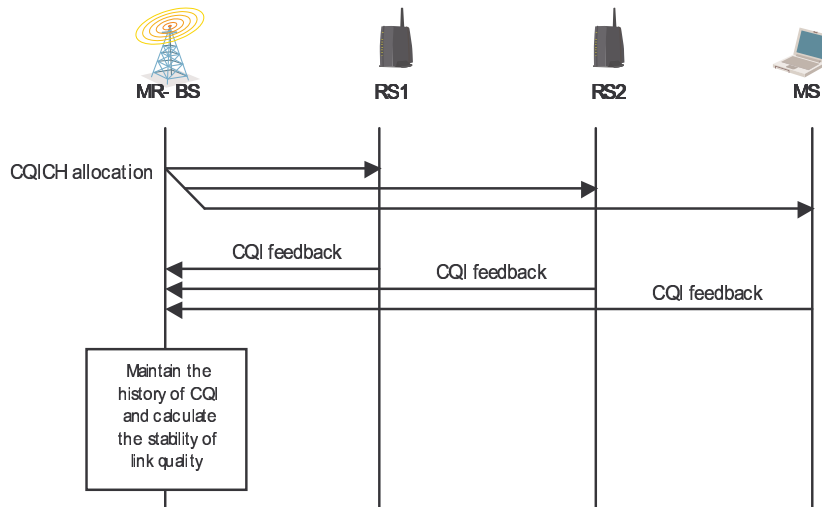 MR- BS
RS1
RS2
MS
CQICH allocation
CQI feedback
CQI feedback
CQI feedback
Maintain the
history of CQI
and calculate
the stability of
link quality